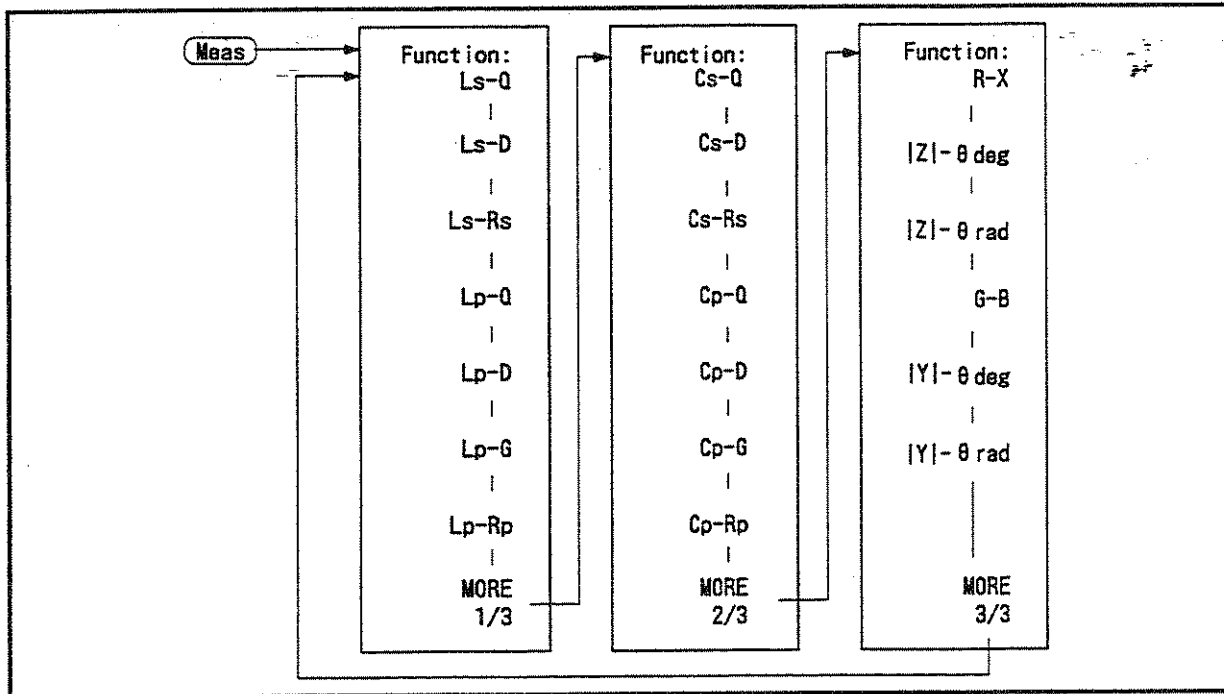 Meas
Function:
Ls-Q
Ls-D
Ls-Rs
Lp-Q
Lp-D
Lp-G
Lp-Rp
MORE
1/3
Function:
Cs-Q
Cs-D
Cs-Rs
Cp-Q
Cp-D
Cp-G
Cp-Rp
MORE
2/3
Function:
R-X
|Z|-θ deg
|Z|-θ rad
G-B
|Y|-θ deg
|Y|-θ rad
MORE
3/3